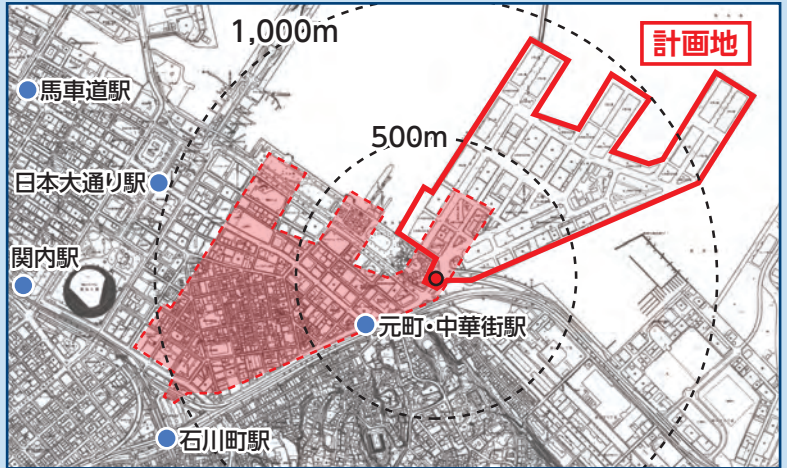 1,000m
計画地
馬車道駅
500m
日本大通り駅
関内駅
元町・中華街駅
石川町駅